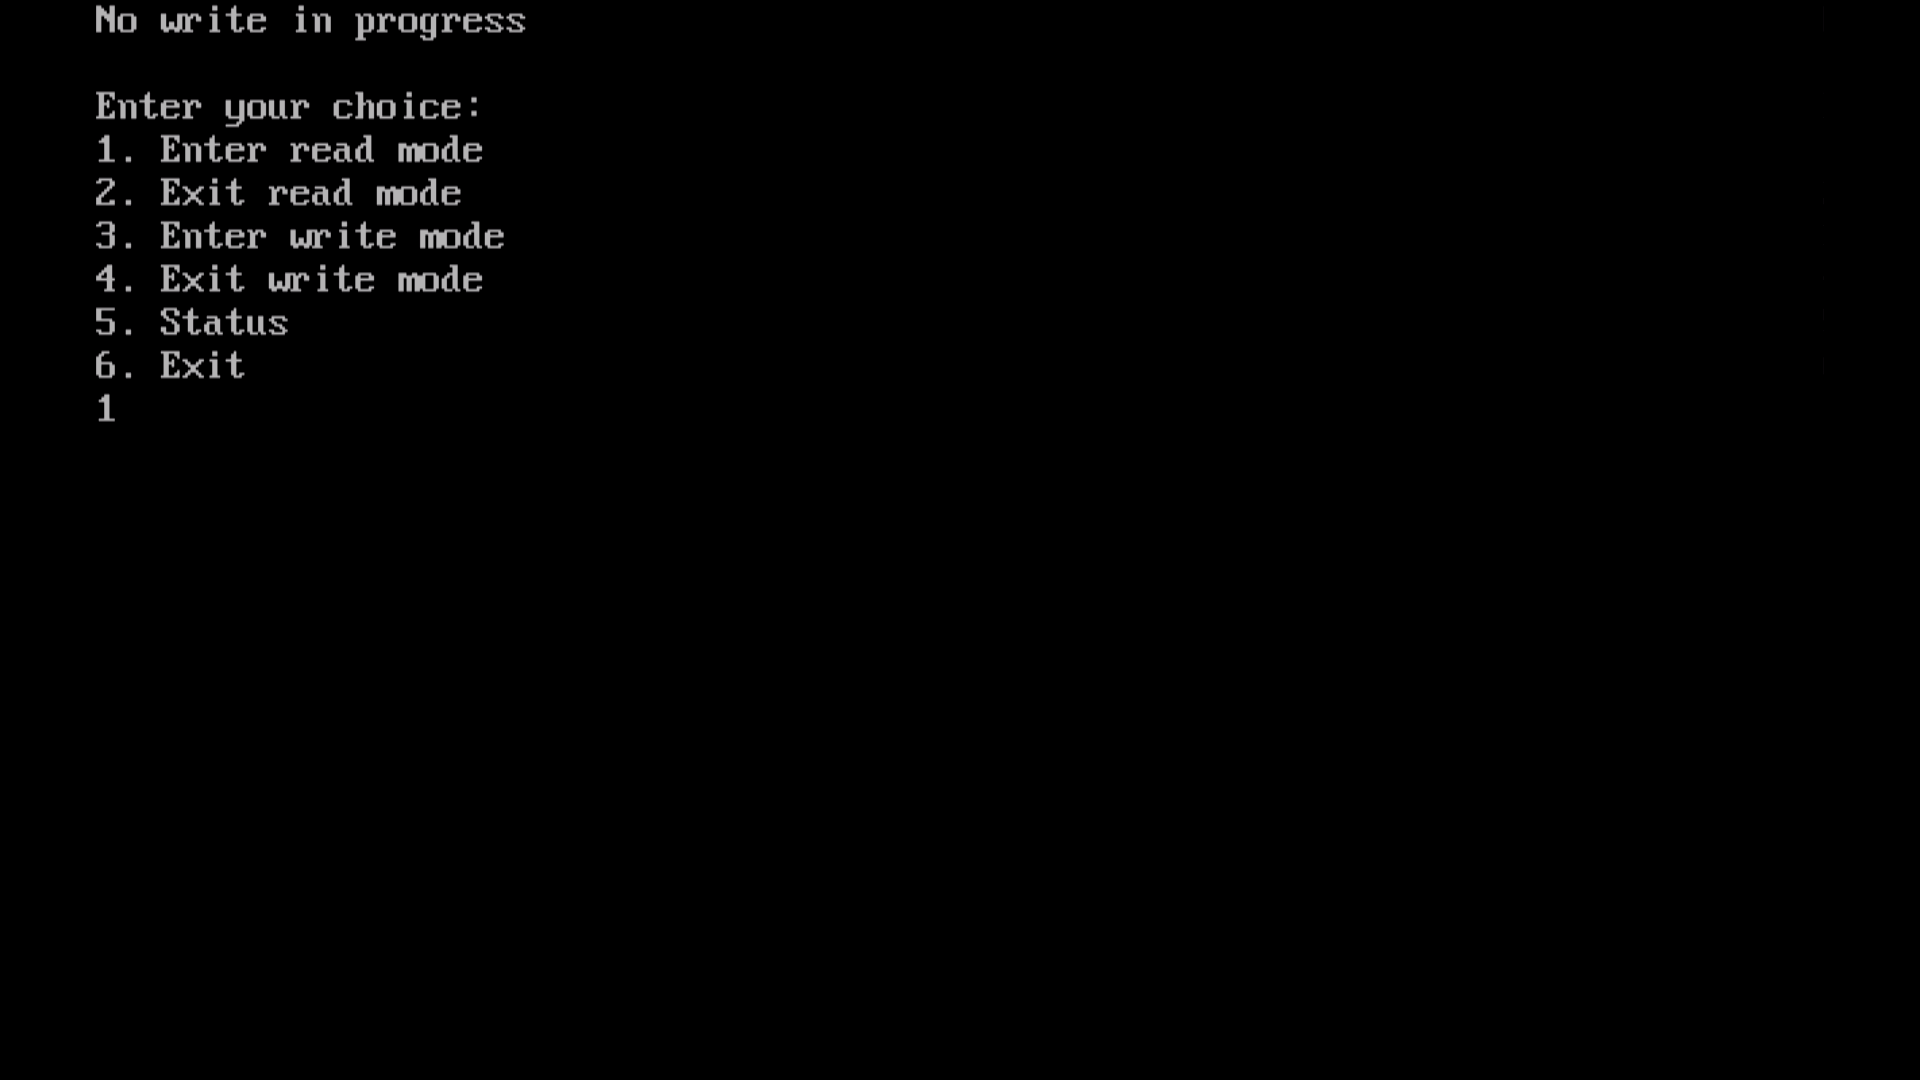 No write in progress
Enter your choice:
1. Enter read mode
2. Exit read mode
3. Enter write mode
4. Exit write mode
5. Status
6. Exit
1